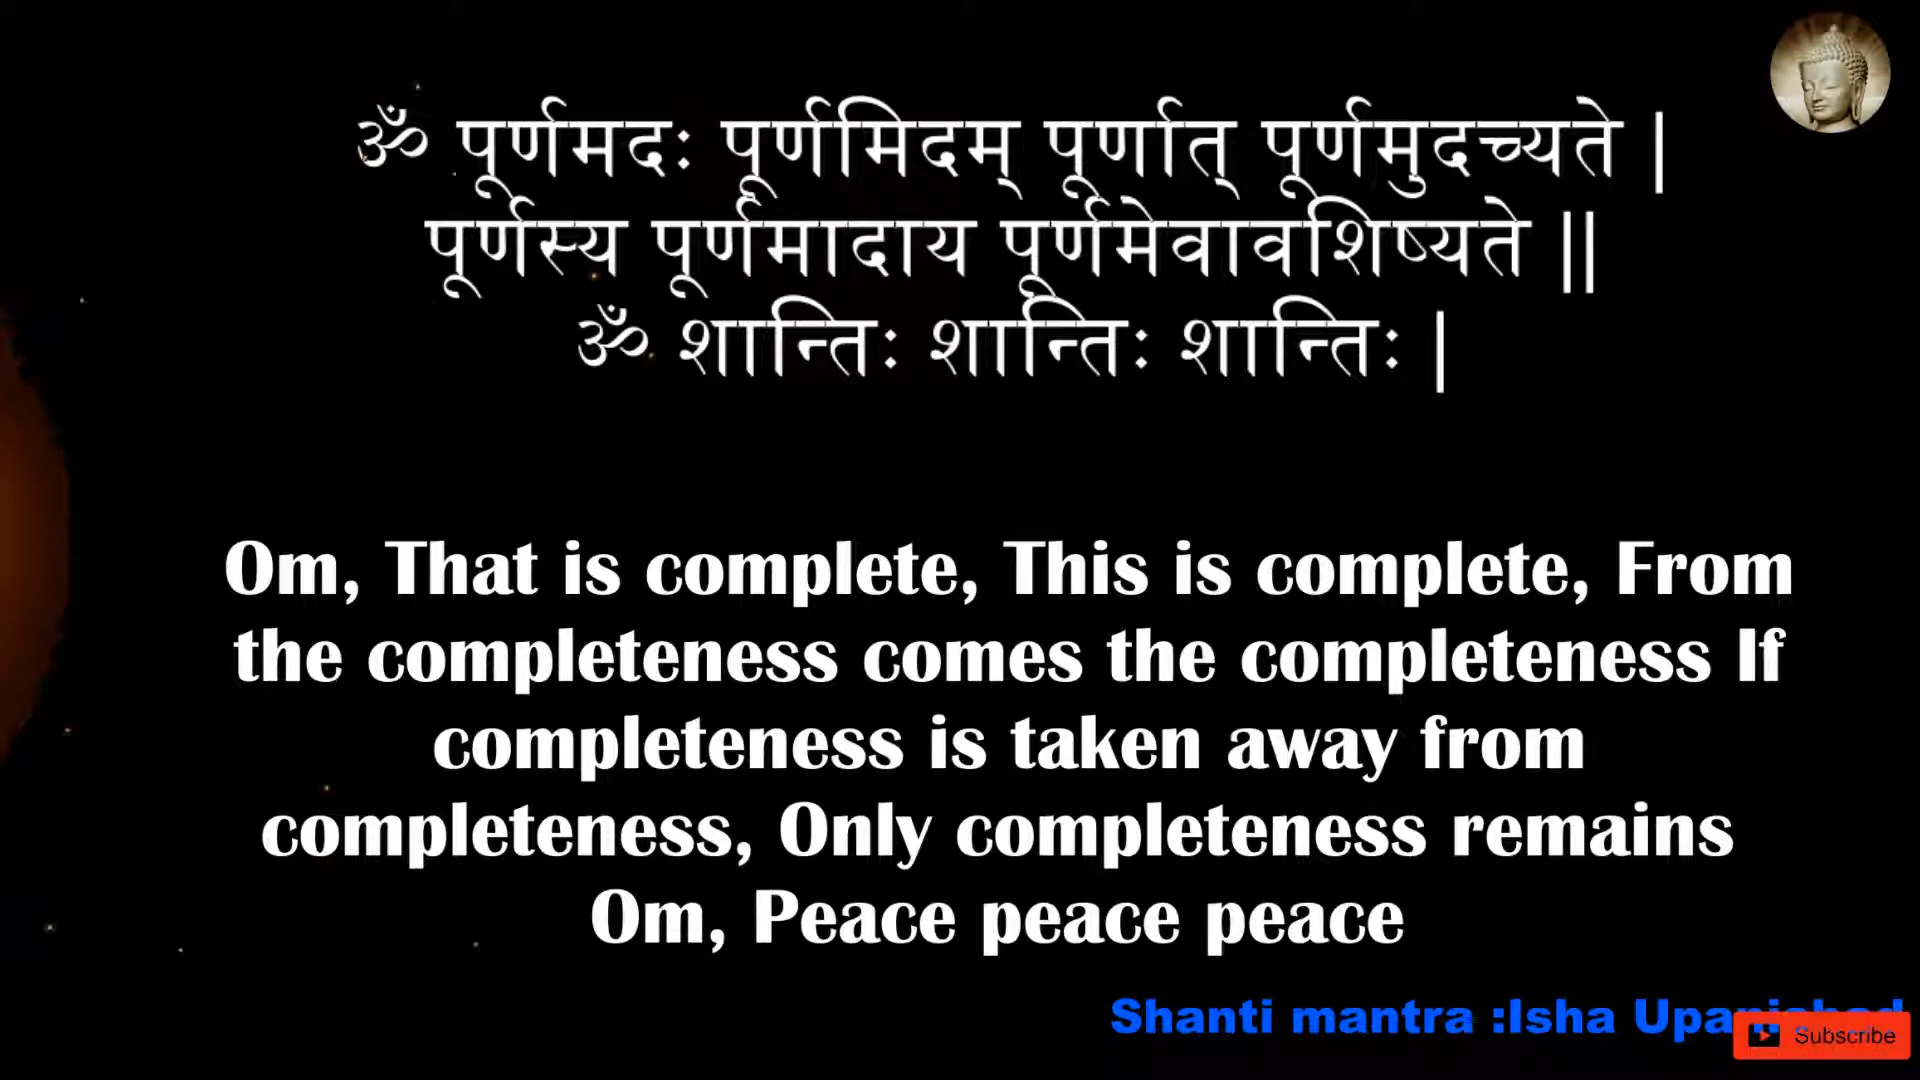 ॐ पूर्णमदः पूर्णमिदम् पूर्णात् पूर्णमुदच्यते |
पूर्णस्य पूर्णमादाय पूर्णमेवावशिष्यते ||
ॐ शान्तिः शान्तिः शान्तिः |
Om, That is complete, This is complete, From
the completeness comes the completeness If
completeness is taken away from
completeness, Only completeness remains
Om, Peace peace peace
Shanti mantra :Isha Upanishad
Subscribe